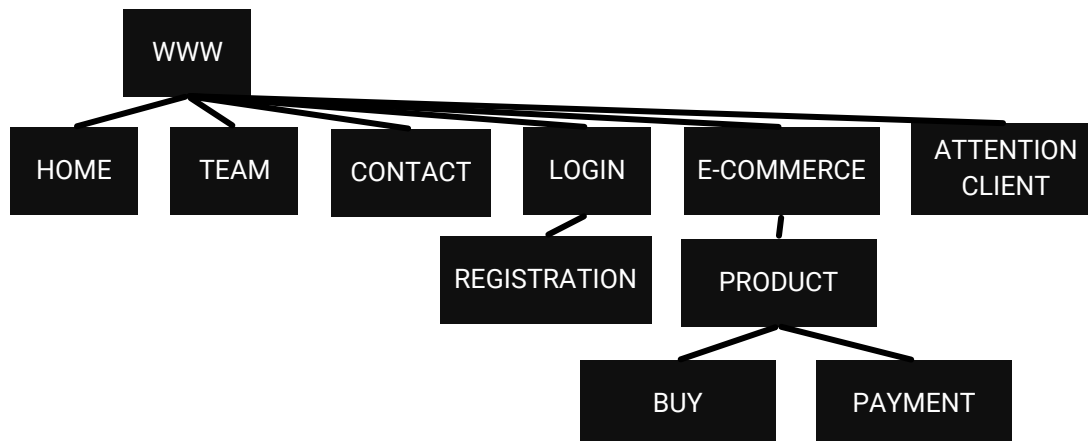 WWW
HOME
TEAM
CONTACT
LOGIN
E-COMMERCE
ATTENTION
CLIENT
REGISTRATION
PRODUCT
BUY
PAYMENT